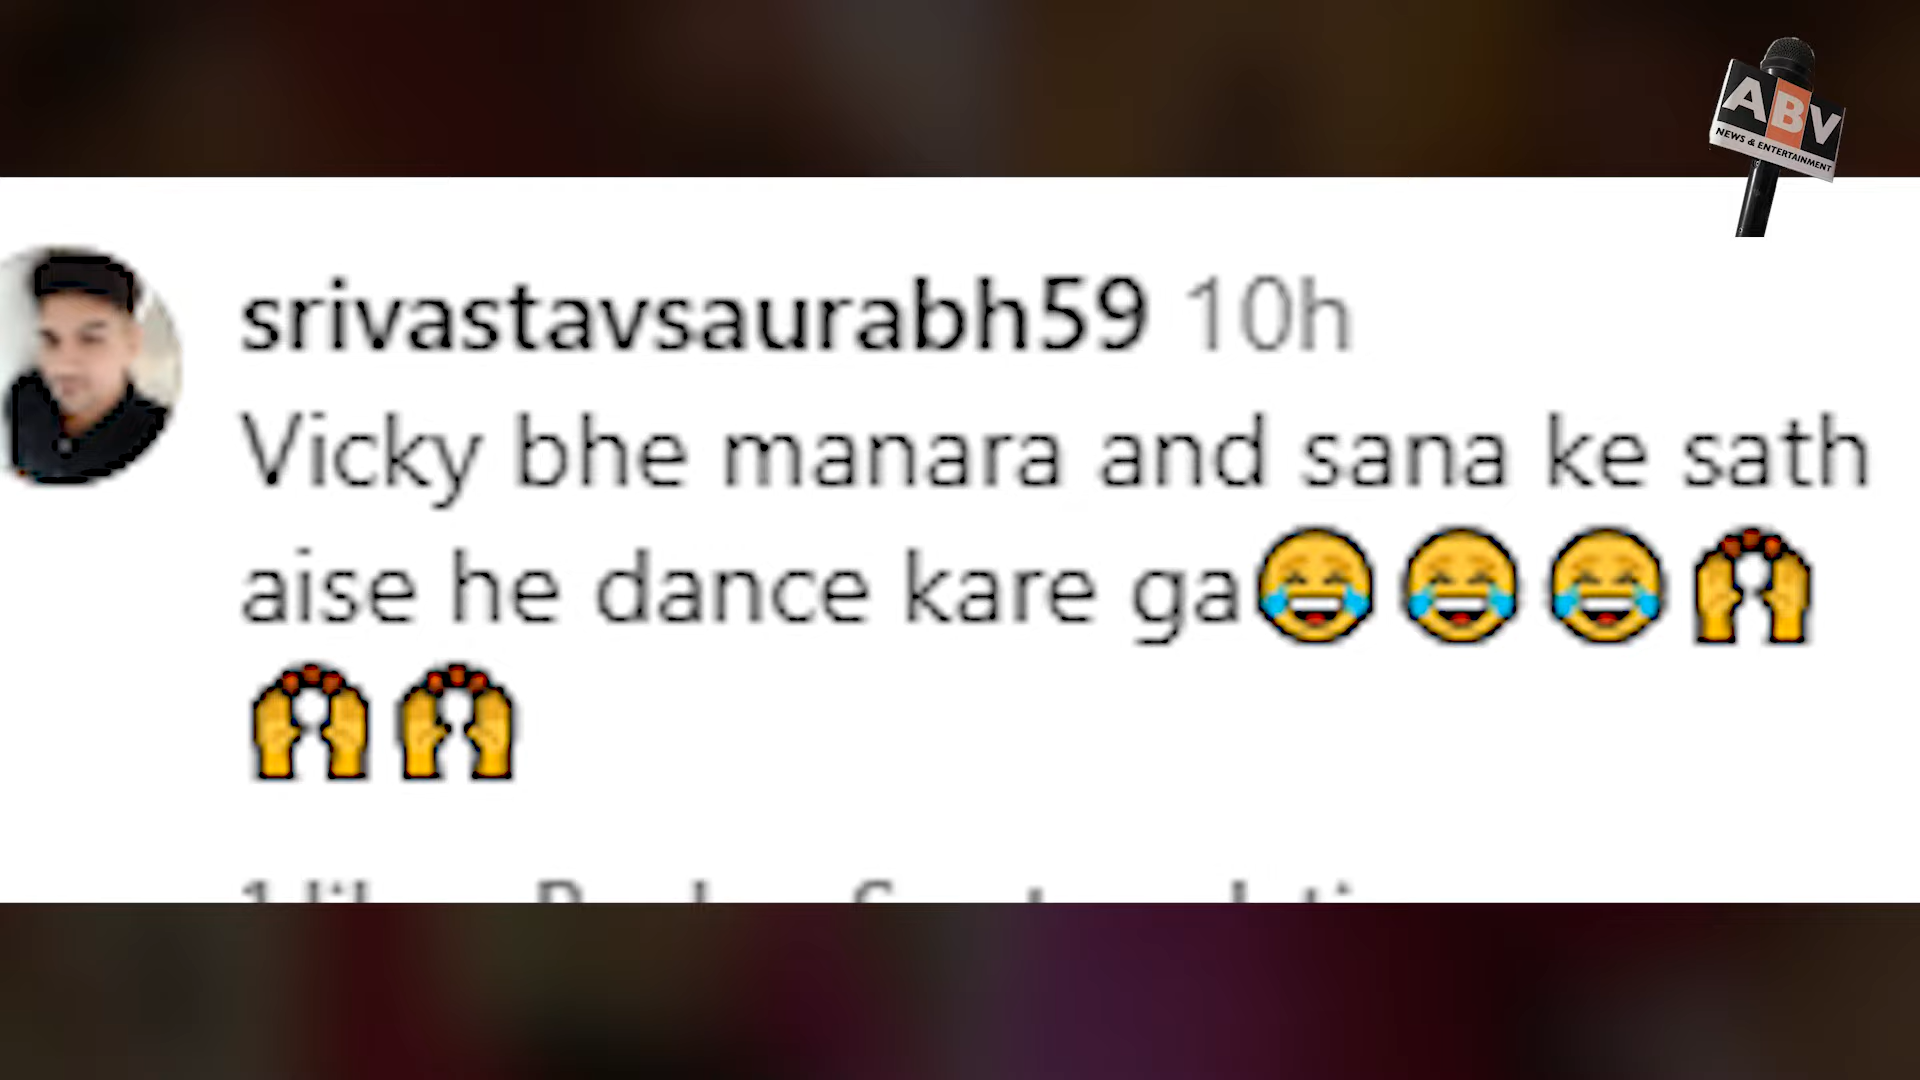 ABV
NEWS & ENTERTAINMENT
srivastavsaurabh59 10h
Vicky bhe manara and sana ke sath
aise he dance kare ga😂😂😂🙌
🙌🙌